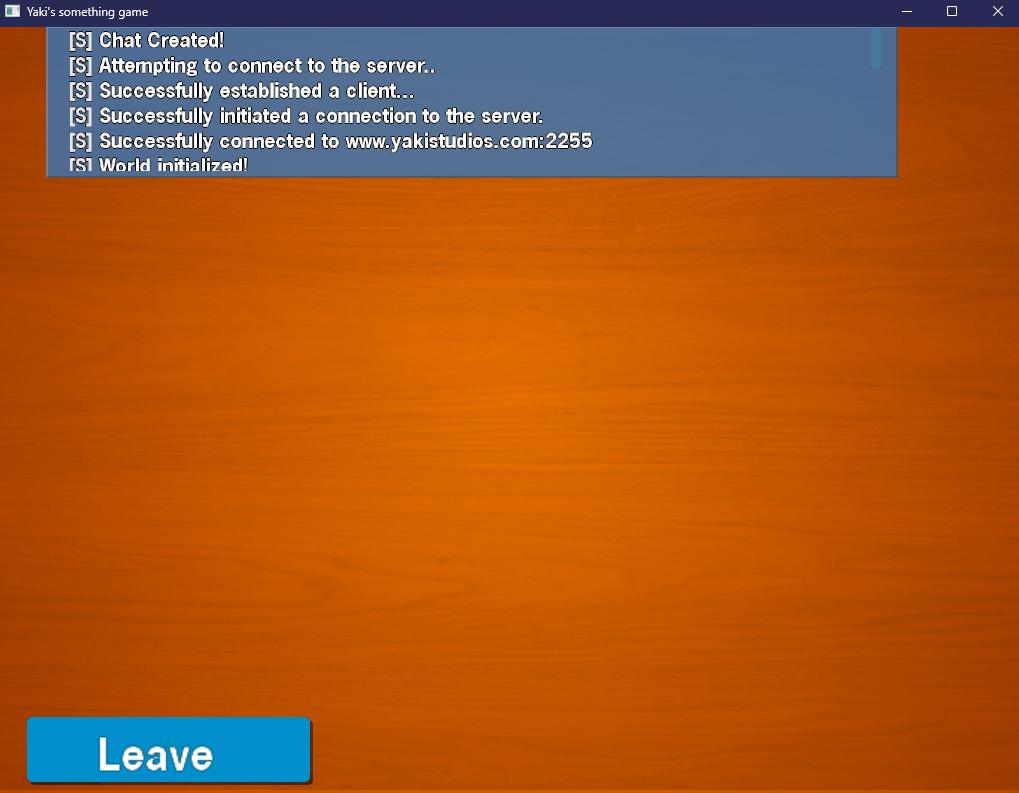 Yaki's something game
[S] Chat Created!
[S] Attempting to connect to the server..
[S] Successfully established a client...
[S] Successfully initiated a connection to the server.
[S] Successfully connected to www.yakistudios.com:2255
[S] World initialized!
Leave